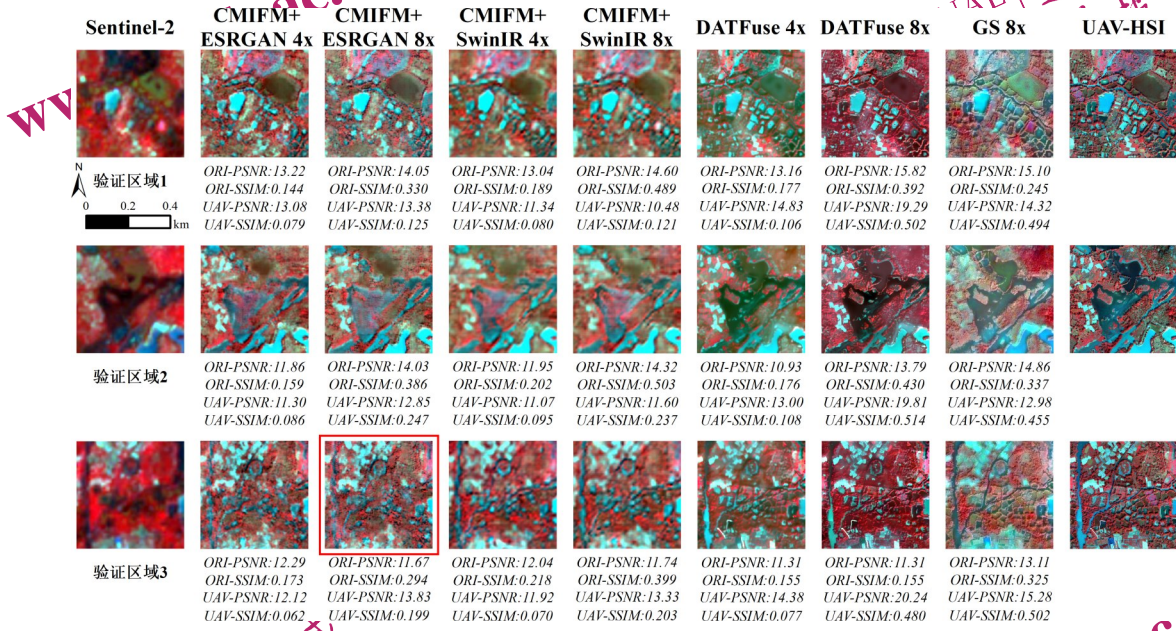 Sentinel-2
CMIFM+
ESRGAN 4x
CMIFM+
ESRGAN 8x
CMIFM+
SwinIR 4x
CMIFM+
SwinIR 8x
DATFuse 4x
DATFuse 8x
GS 8x
UAV-HSI
N
验证区域1
0 0.2 0.4
km
ORI-PSNR:13.22
ORI-SSIM:0.144
UAV-PSNR:13.08
UAV-SSIM:0.079
ORI-PSNR:14.05
ORI-SSIM:0.330
UAV-PSNR:13.38
UAV-SSIM:0.125
ORI-PSNR:13.04
ORI-SSIM:0.189
UAV-PSNR:11.34
UAV-SSIM:0.080
ORI-PSNR:14.60
ORI-SSIM:0.489
UAV-PSNR:10.48
UAV-SSIM:0.121
ORI-PSNR:13.16
ORI-SSIM:0.177
UAV-PSNR:14.83
UAV-SSIM:0.106
ORI-PSNR:15.82
ORI-SSIM:0.392
UAV-PSNR:19.29
UAV-SSIM:0.502
ORI-PSNR:15.10
ORI-SSIM:0.245
UAV-PSNR:14.32
UAV-SSIM:0.494
验证区域2
ORI-PSNR:11.86
ORI-SSIM:0.159
UAV-PSNR:11.30
UAV-SSIM:0.086
ORI-PSNR:14.03
ORI-SSIM:0.386
UAV-PSNR:12.85
UAV-SSIM:0.247
ORI-PSNR:11.95
ORI-SSIM:0.202
UAV-PSNR:11.07
UAV-SSIM:0.095
ORI-PSNR:14.32
ORI-SSIM:0.503
UAV-PSNR:11.60
UAV-SSIM:0.237
ORI-PSNR:10.93
ORI-SSIM:0.176
UAV-PSNR:13.00
UAV-SSIM:0.108
ORI-PSNR:13.79
ORI-SSIM:0.430
UAV-PSNR:19.81
UAV-SSIM:0.514
ORI-PSNR:14.86
ORI-SSIM:0.337
UAV-PSNR:12.98
UAV-SSIM:0.455
验证区域3
ORI-PSNR:12.29
ORI-SSIM:0.173
UAV-PSNR:12.12
UAV-SSIM:0.062
ORI-PSNR:11.67
ORI-SSIM:0.294
UAV-PSNR:13.83
UAV-SSIM:0.199
ORI-PSNR:12.04
ORI-SSIM:0.218
UAV-PSNR:11.92
UAV-SSIM:0.070
ORI-PSNR:11.74
ORI-SSIM:0.399
UAV-PSNR:13.33
UAV-SSIM:0.203
ORI-PSNR:11.31
ORI-SSIM:0.155
UAV-PSNR:14.38
UAV-SSIM:0.077
ORI-PSNR:11.31
ORI-SSIM:0.155
UAV-PSNR:20.24
UAV-SSIM:0.480
ORI-PSNR:13.11
ORI-SSIM:0.325
UAV-PSNR:15.28
UAV-SSIM:0.502